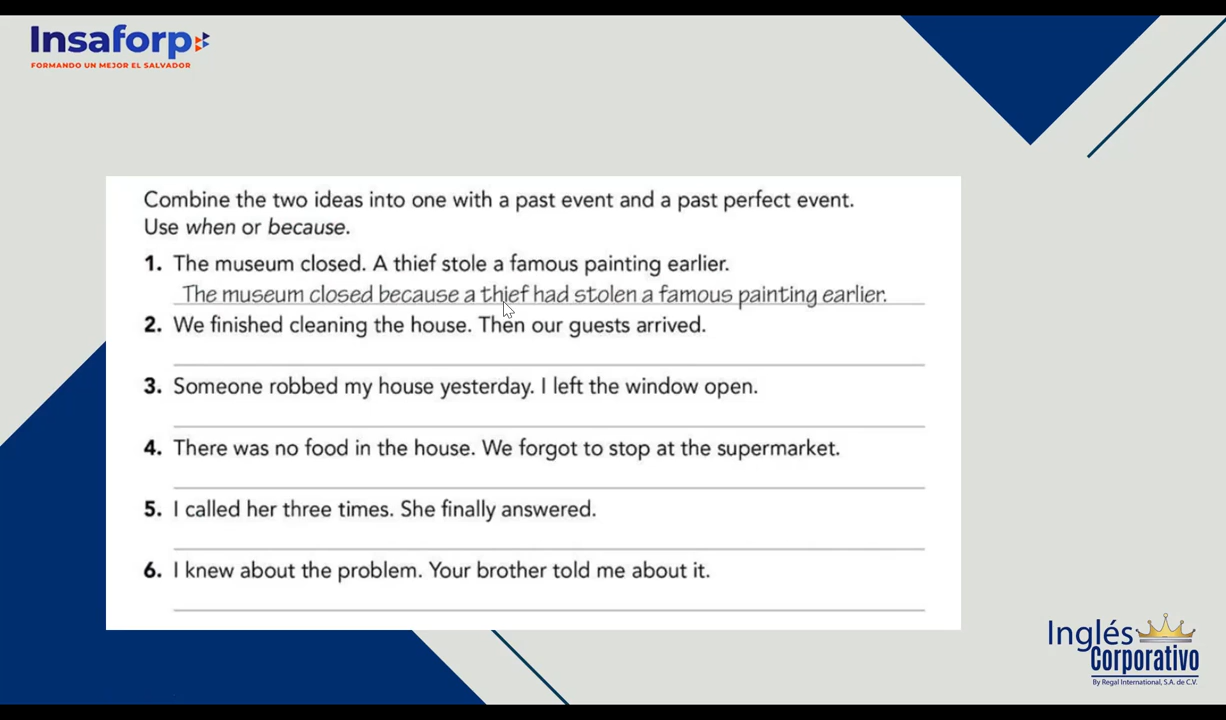 Insaforp
FORMANDO UN MEJOR EL SALVADOR
Combine the two ideas into one with a past event and a past perfect event.
Use when or because.
1. The museum closed. A thief stole a famous painting earlier.
The museum closed because a thief had stolen a famous painting earlier.
2. We finished cleaning the house. Then our guests arrived.
3. Someone robbed my house yesterday. I left the window open.
4. There was no food in the house. We forgot to stop at the supermarket.
5. I called her three times. She finally answered.
6. I knew about the problem. Your brother told me about it.
Inglés
Corporativo
By Regal International, S.A. de C.V.